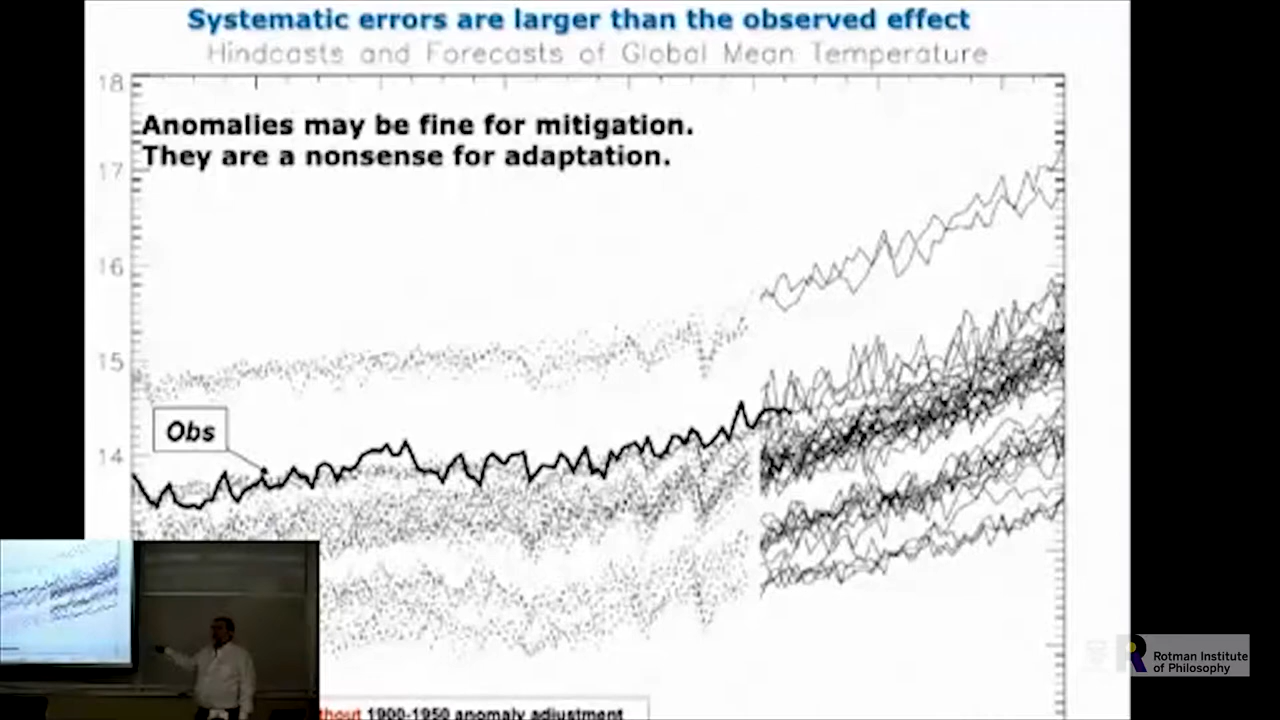 Systematic errors are larger than the observed effect
Hindcasts and Forecasts of Global Mean Temperature
18
Anomalies may be fine for mitigation.
They are a nonsense for adaptation.
17
16
15
Obs
14
1900-1950 anomaly adjustment
Rotman Institute
of Philosophy